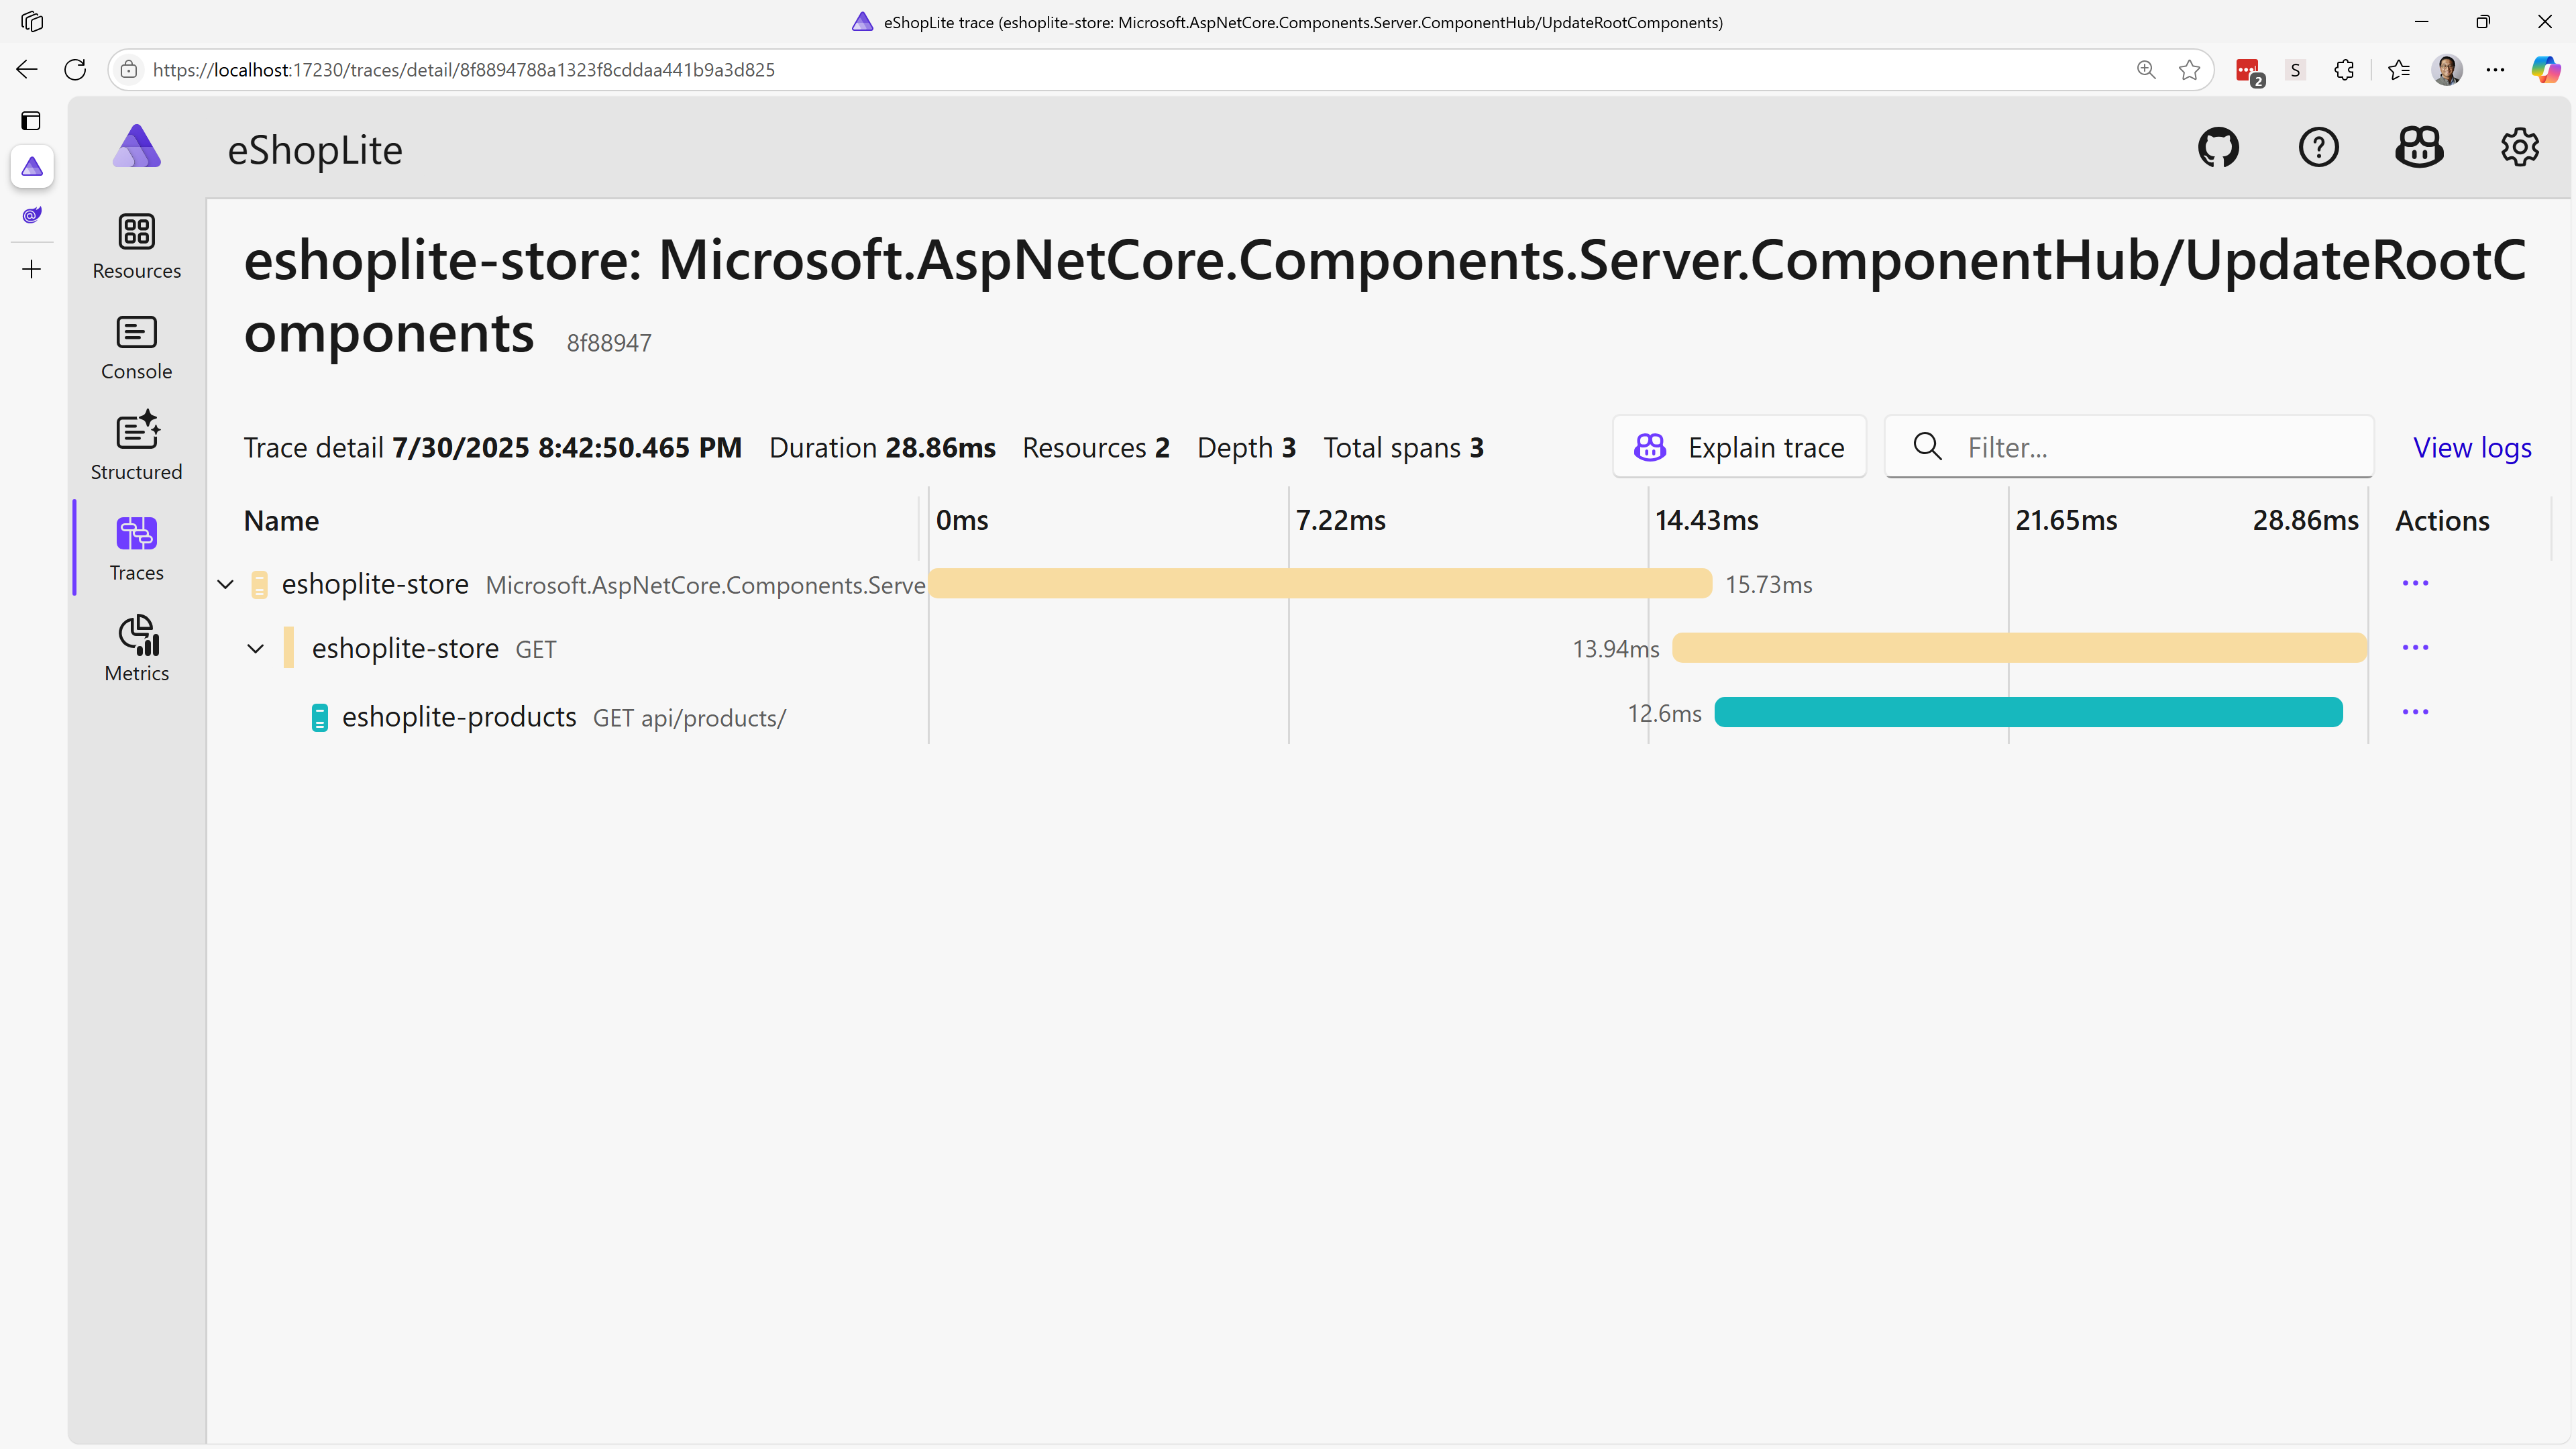 eShopLite trace (eshoplite-store: Microsoft.AspNetCore.Components.Server.ComponentHub/UpdateRootComponents)
https://localhost:17230/traces/detail/8f8894788a1323f8cddaa441b9a3d825
2
S
eShopLite
Resources
Console
Structured
Traces
Metrics
eshoplite-store: Microsoft.AspNetCore.Components.Server.ComponentHub/UpdateRootC
omponents 8f88947
Trace detail 7/30/2025 8:42:50.465 PM Duration 28.86ms Resources 2 Depth 3 Total spans 3 Explain trace Filter... View logs
Name 0ms 7.22ms 14.43ms 21.65ms 28.86ms Actions
eshoplite-store Microsoft.AspNetCore.Components.Serve 15.73ms
eshoplite-store GET 13.94ms
eshoplite-products GET api/products/ 12.6ms